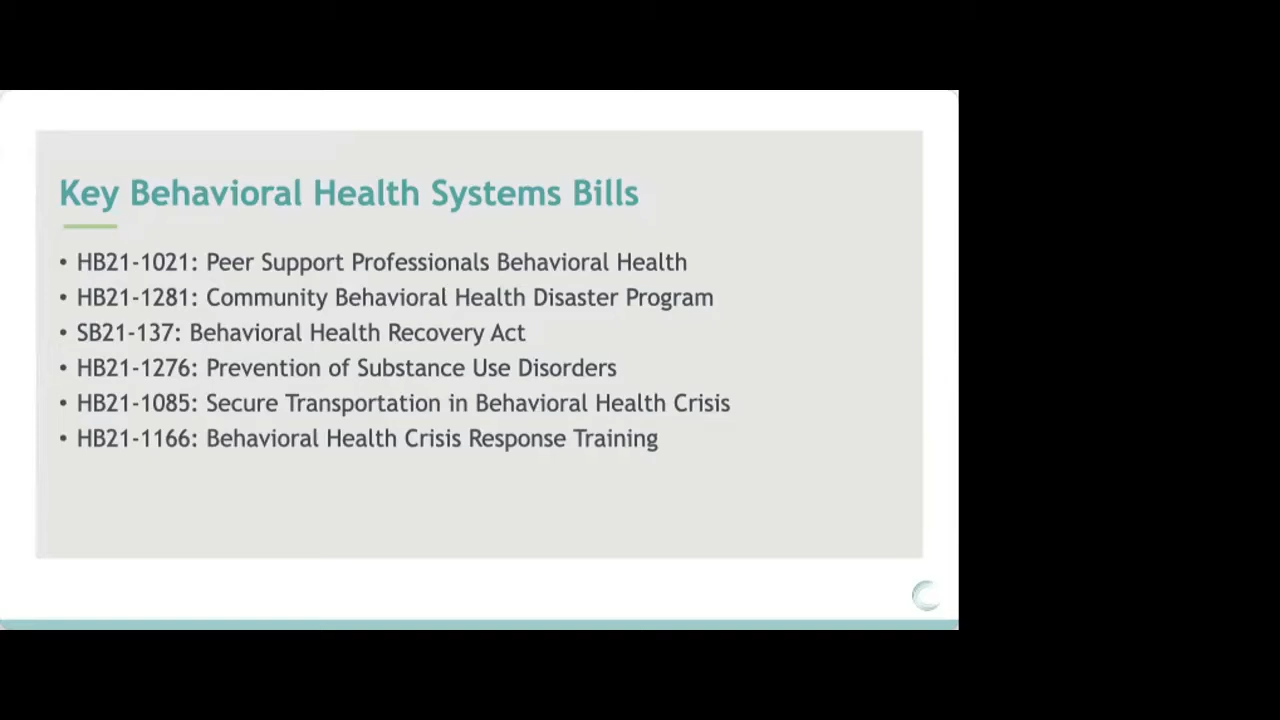 Key Behavioral Health Systems Bills
• HB21-1021: Peer Support Professionals Behavioral Health
• HB21-1281: Community Behavioral Health Disaster Program
• SB21-137: Behavioral Health Recovery Act
• HB21-1276: Prevention of Substance Use Disorders
• HB21-1085: Secure Transportation in Behavioral Health Crisis
• HB21-1166: Behavioral Health Crisis Response Training